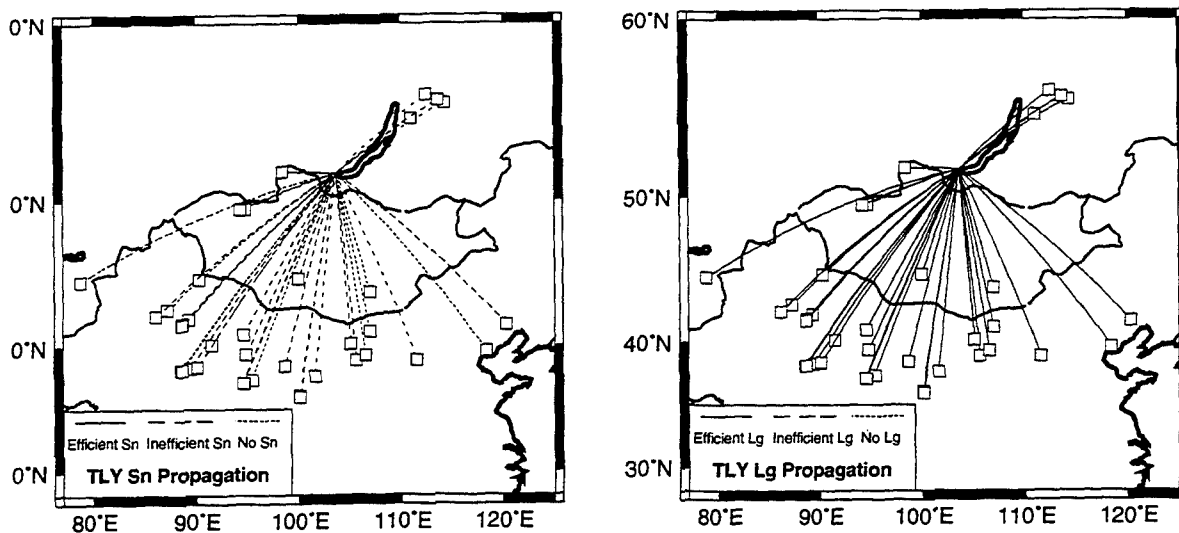 0°N
0°N
0°N
0°N
Efficient Sn Inefficient Sn No Sn
TLY Sn Propagation
80°E 90°E 100°E 110°E 120°E
60°N
50°N
40°N
30°N
Efficient Lg Inefficient Lg No Lg
TLY Lg Propagation
80°E 90°E 100°E 110°E 120°E